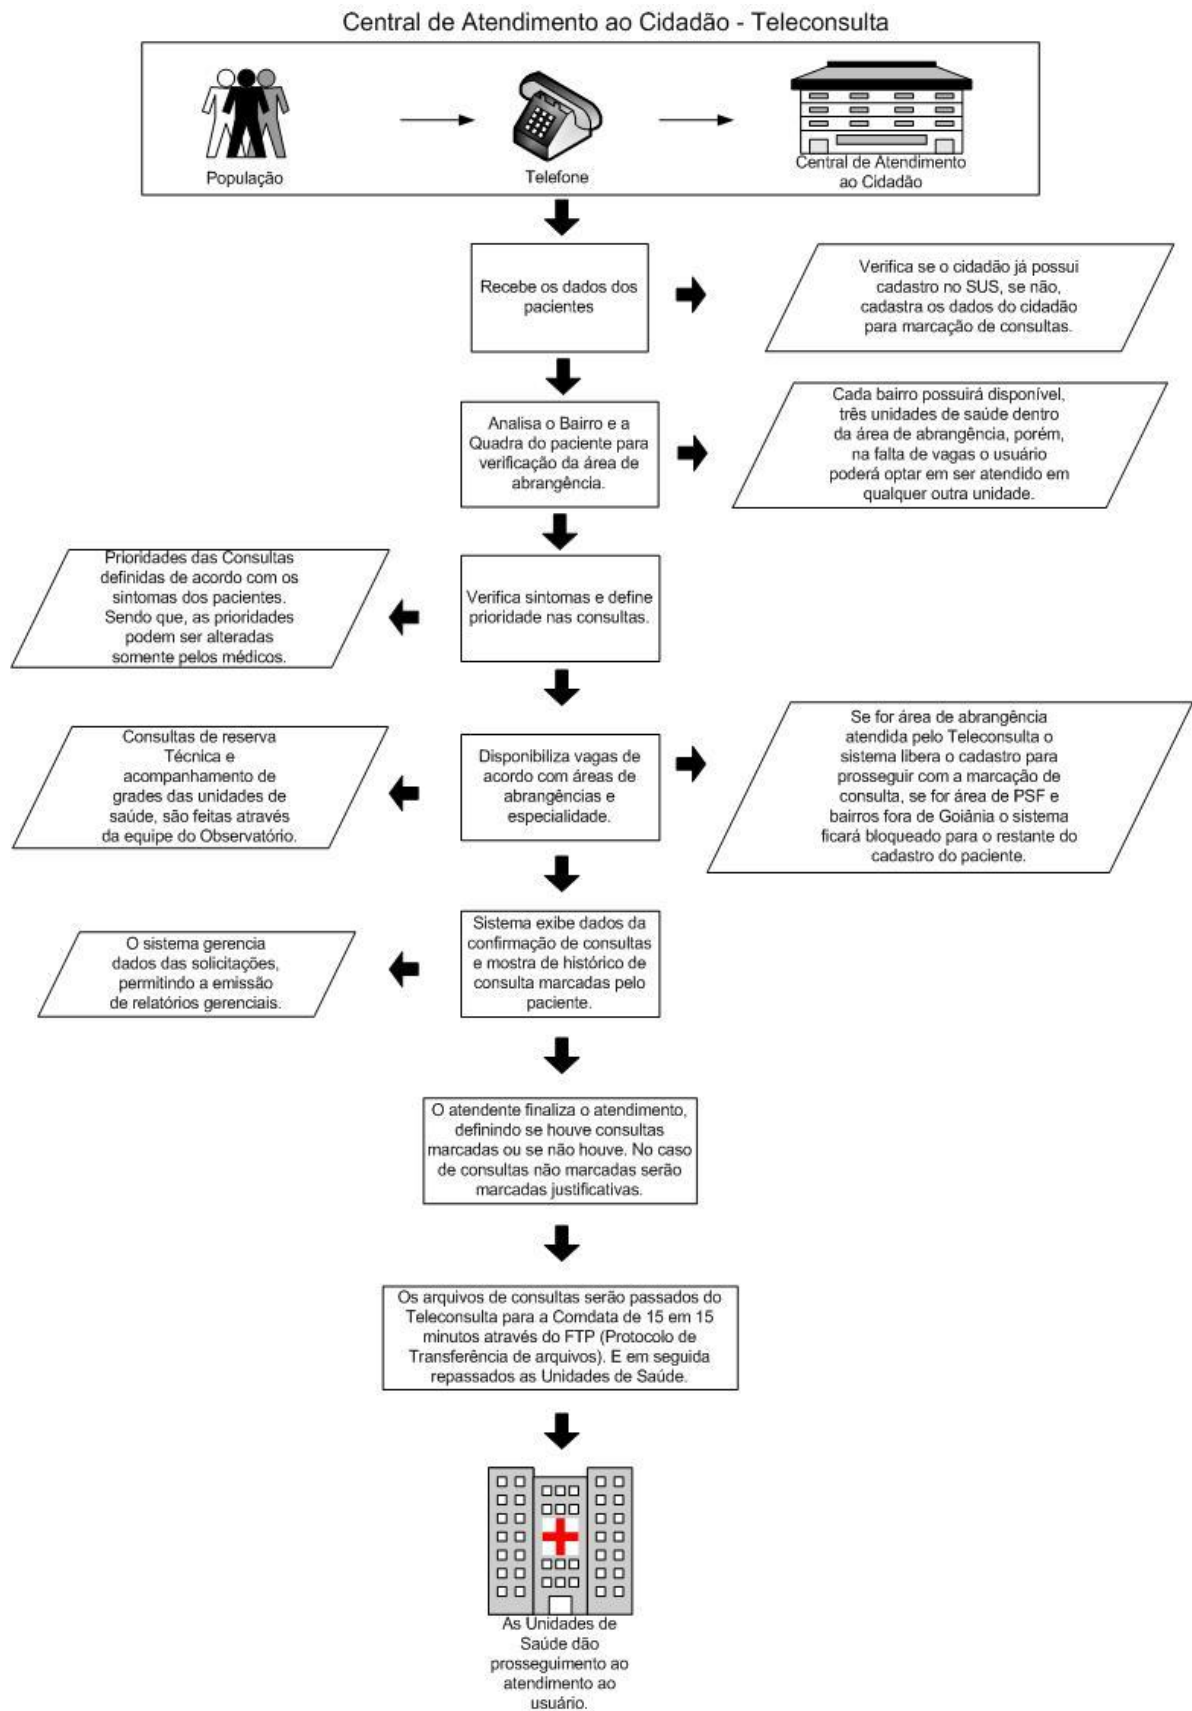 Central de Atendimento ao Cidadão - Teleconsulta
População
Telefone
Central de Atendimento
ao Cidadão
Recebe os dados dos
pacientes
Verifica se o cidadão já possui
cadastro no SUS, se não,
cadastra os dados do cidadão
para marcação de consultas.
Analisa o Bairro e a
Quadra do paciente para
verificação da área de
abrangência.
Cada bairro possuirá disponível,
três unidades de saúde dentro
da área de abrangência, porém,
na falta de vagas o usuário
poderá optar em ser atendido em
qualquer outra unidade.
Prioridades das Consultas
definidas de acordo com os
sintomas dos pacientes.
Sendo que, as prioridades
podem ser alteradas
somente pelos médicos.
Verifica sintomas e define
prioridade nas consultas.
Consultas de reserva
Técnica e
acompanhamento de
grades das unidades de
saúde, são feitas através
da equipe do Observatório.
Disponibiliza vagas de
acordo com áreas de
abrangências e
especialidade.
Se for área de abrangência
atendida pelo Teleconsulta o
sistema libera o cadastro para
prosseguir com a marcação de
consulta, se for área de PSF e
bairros fora de Goiânia o sistema
ficará bloqueado para o restante do
cadastro do paciente.
O sistema gerencia
dados das solicitações,
permitindo a emissão
de relatórios gerenciais.
Sistema exibe dados da
confirmação de consultas
e mostra de histórico de
consulta marcadas pelo
paciente.
O atendente finaliza o atendimento,
definindo se houve consultas
marcadas ou se não houve. No caso
de consultas não marcadas serão
marcadas justificativas.
Os arquivos de consultas serão passados do
Teleconsulta para a Comdata de 15 em 15
minutos através do FTP (Protocolo de
Transferência de arquivos). E em seguida
repassados as Unidades de Saúde.
As Unidades de
Saúde dão
prosseguimento ao
atendimento ao
usuário.